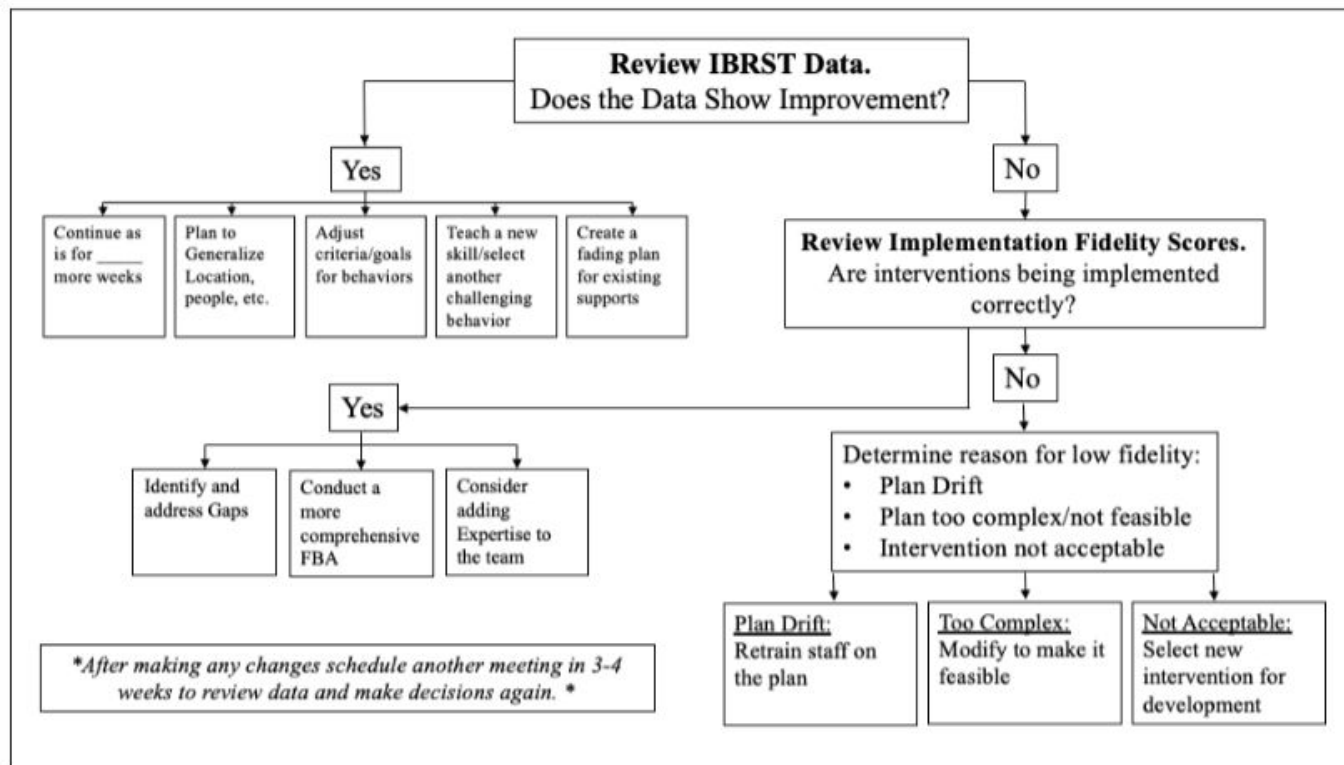 Review IBRST Data.
Does the Data Show Improvement?
Yes
No
Continue as
is for _____
more weeks
Plan to
Generalize
Location,
people, etc.
Adjust
criteria/goals
for behaviors
Teach a new
skill/select
another
challenging
behavior
Create a
fading plan
for existing
supports
Review Implementation Fidelity Scores.
Are interventions being implemented
correctly?
No
Yes
Identify and
address Gaps
Conduct a
more
comprehensive
FBA
Consider
adding
Expertise to
the team
Determine reason for low fidelity:
• Plan Drift
• Plan too complex/not feasible
• Intervention not acceptable
Plan Drift:
Retrain staff on
the plan
Too Complex:
Modify to make it
feasible
Not Acceptable:
Select new
intervention for
development
*After making any changes schedule another meeting in 3-4
weeks to review data and make decisions again. *